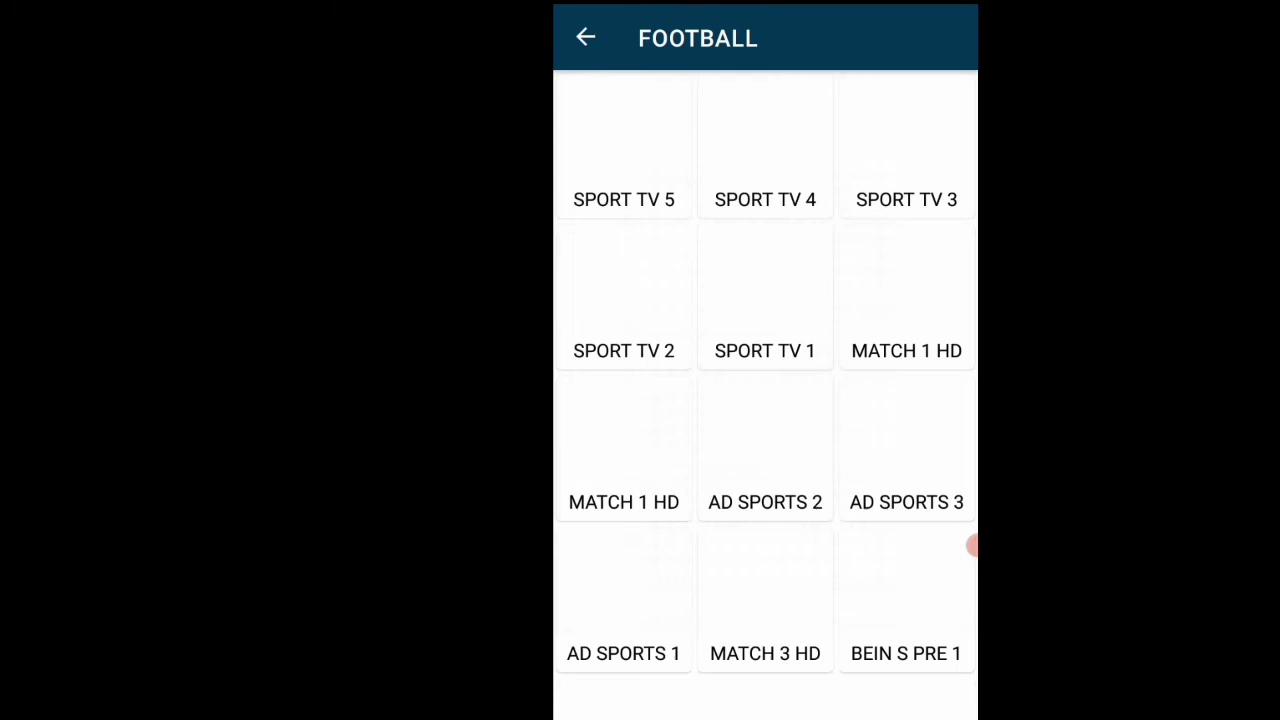 FOOTBALL
SPORT TV 5
SPORT TV 4
SPORT TV 3
SPORT TV 2
SPORT TV 1
MATCH 1 HD
MATCH 1 HD
AD SPORTS 2
AD SPORTS 3
AD SPORTS 1
MATCH 3 HD
BEIN S PRE 1